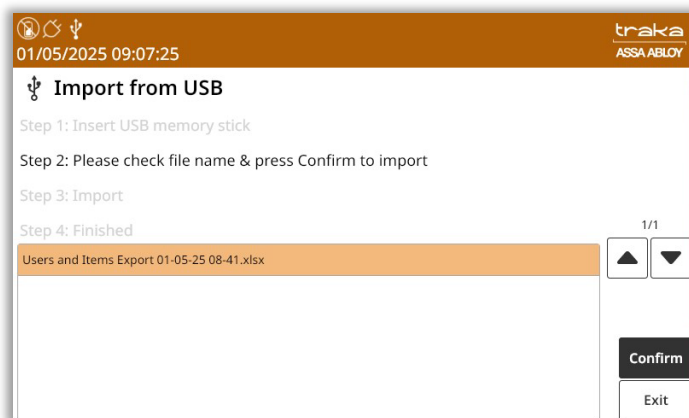 traka
01/05/2025 09:07:25
ASSA ABLOY
Import from USB
Step 1: Insert USB memory stick
Step 2: Please check file name & press Confirm to import
Step 3: Import
Step 4: Finished
1/1
Users and Items Export 01-05-25 08-41.xlsx
Confirm
Exit